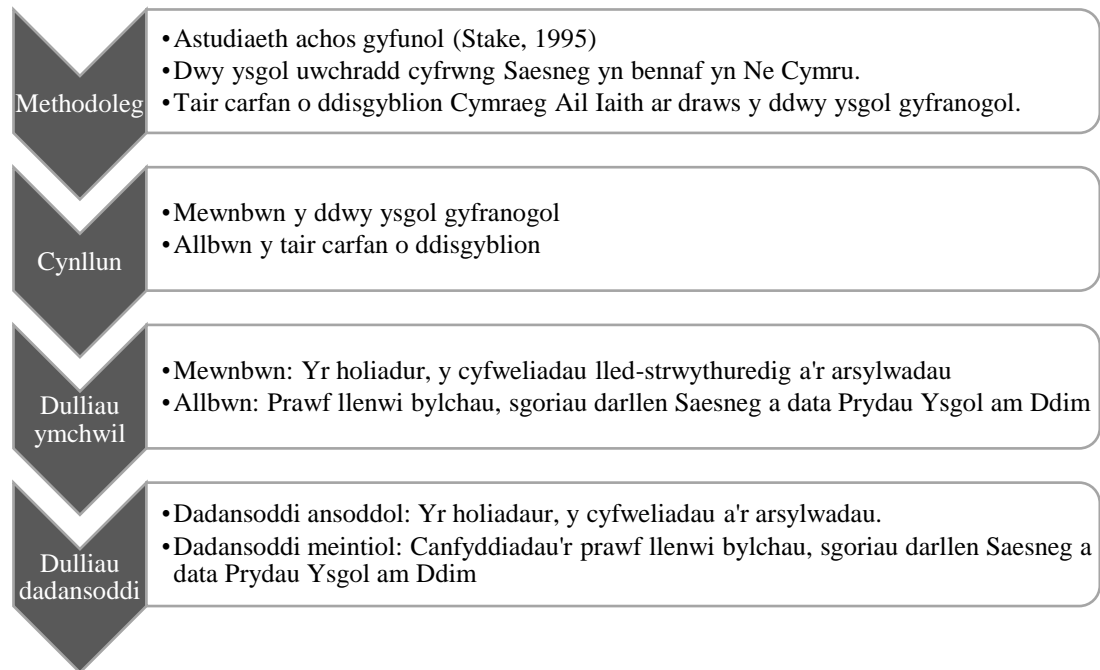 Methodoleg
•Astudiaeth achos gyfunol (Stake, 1995)
•Dwy ysgol uwchradd cyfrwng Saesneg yn bennaf yn Ne Cymru.
•Tair carfan o ddisgyblion Cymraeg Ail Iaith ar draws y ddwy ysgol gyfranogol.
Cynllun
•Mewnbwn y ddwy ysgol gyfranogol
•Allbwn y tair carfan o ddisgyblion
Dulliau
ymchwil
•Mewnbwn: Yr holiadur, y cyfweliadau lled-strwythuredig a'r arsylwadau
•Allbwn: Prawf llenwi bylchau, sgoriau darllen Saesneg a data Prydau Ysgol am Ddim
Dulliau
dadansoddi
•Dadansoddi ansoddol: Yr holiadaur, y cyfweliadau a'r arsylwadau.
•Dadansoddi meintiol: Canfyddiadau'r prawf llenwi bylchau, sgoriau darllen Saesneg a
data Prydau Ysgol am Ddim